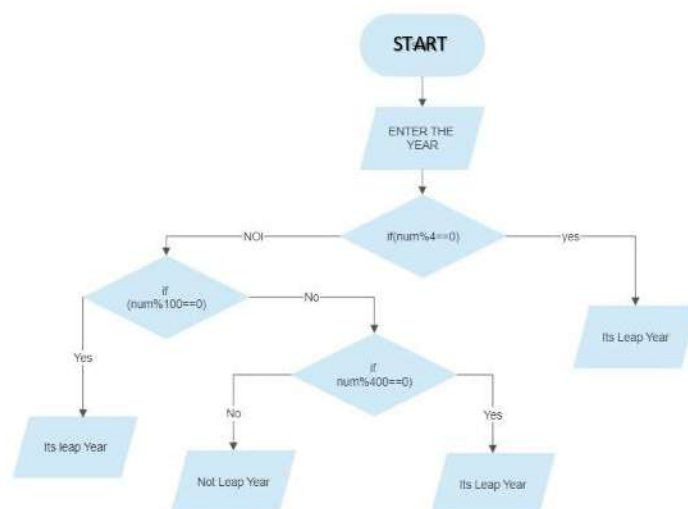 START
ENTER THE
YEAR
if(num%4==0)
NOI
yes
if
(num%100==0)
No
Its Leap Year
Yes
if
num%400==0)
No
Yes
Its leap Year
Not Leap Year
Its Leap Year